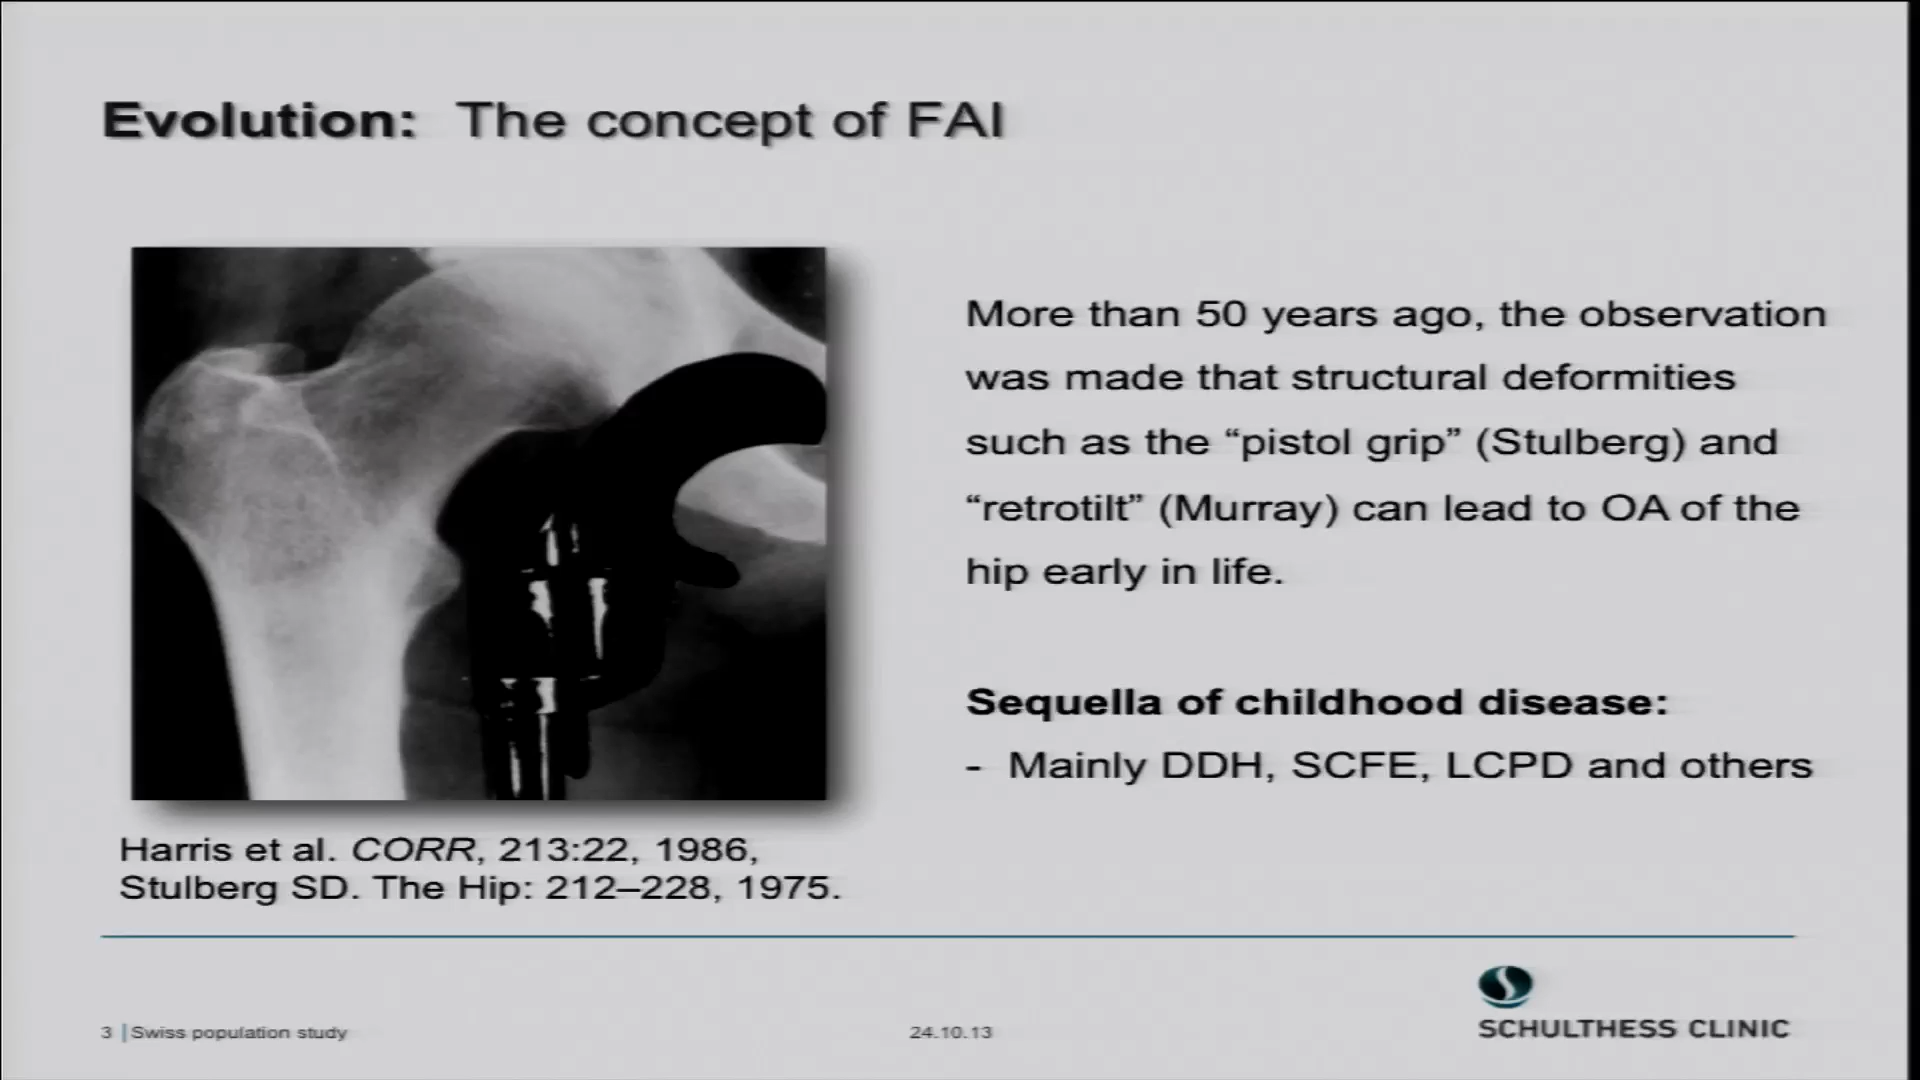 Evolution: The concept of FAI
More than 50 years ago, the observation
was made that structural deformities
such as the “pistol grip” (Stulberg) and
“retrotilt” (Murray) can lead to OA of the
hip early in life.
Sequella of childhood disease:
- Mainly DDH, SCFE, LCPD and others
Harris et al. CORR, 213:22, 1986,
Stulberg SD. The Hip: 212–228, 1975.
3 | Swiss population study
24.10.13
SCHULTHESS CLINIC